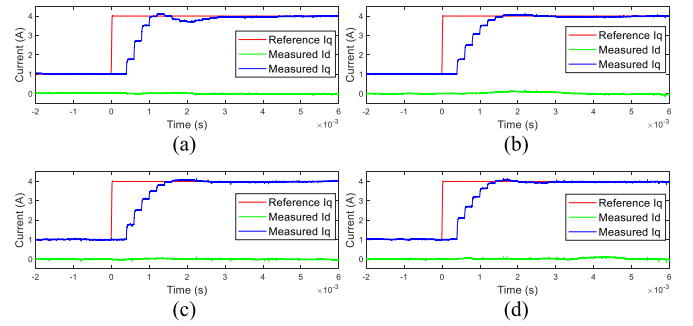 Current (A)
4
3
2
1
0
Reference Iq
Measured Id
Measured Iq
-2 -1 0 1 2 3 4 5 6
Time (s)
×10⁻³
(a)
Current (A)
4
3
2
1
0
Reference Iq
Measured Id
Measured Iq
-2 -1 0 1 2 3 4 5 6
Time (s)
×10⁻³
(b)
Current (A)
4
3
2
1
0
Reference Iq
Measured Id
Measured Iq
-2 -1 0 1 2 3 4 5 6
Time (s)
×10⁻³
(c)
Current (A)
4
3
2
1
0
Reference Iq
Measured Id
Measured Iq
-2 -1 0 1 2 3 4 5 6
Time (s)
×10⁻³
(d)